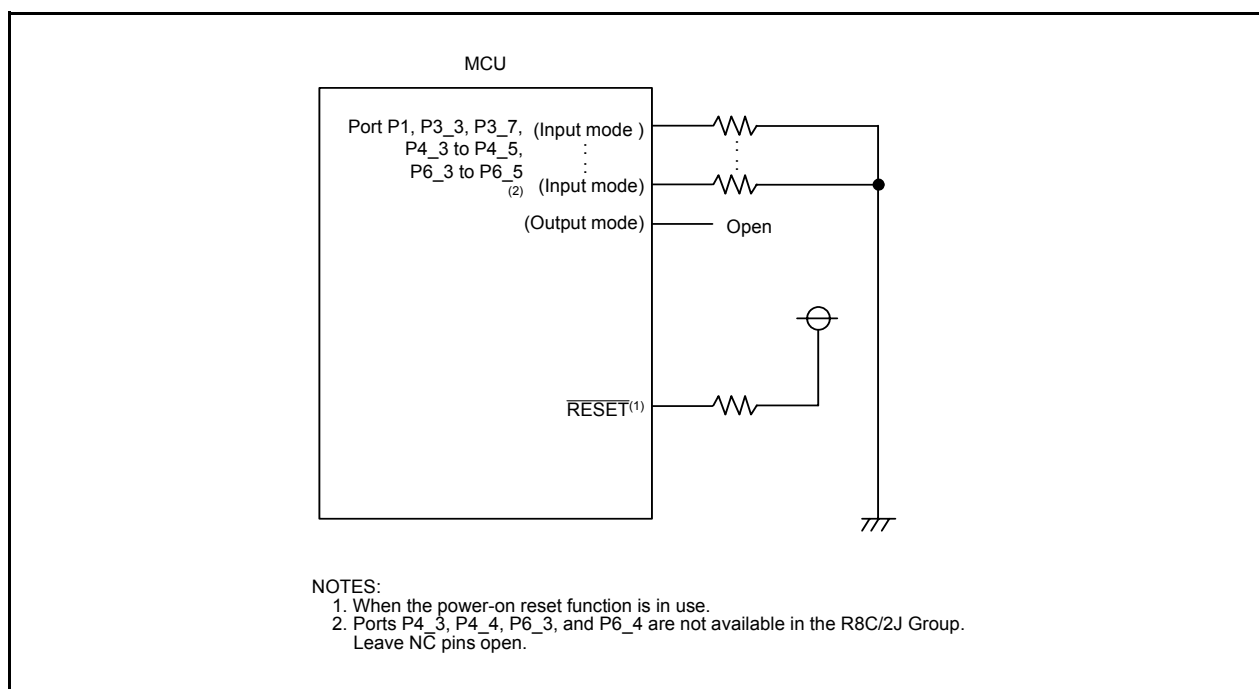 MCU
Port P1, P3_3, P3_7, (Input mode )
P4_3 to P4_5,
P6_3 to P6_5
(2) (Input mode)
(Output mode) Open
RESET(1)
NOTES:
1. When the power-on reset function is in use.
2. Ports P4_3, P4_4, P6_3, and P6_4 are not available in the R8C/2J Group.
Leave NC pins open.